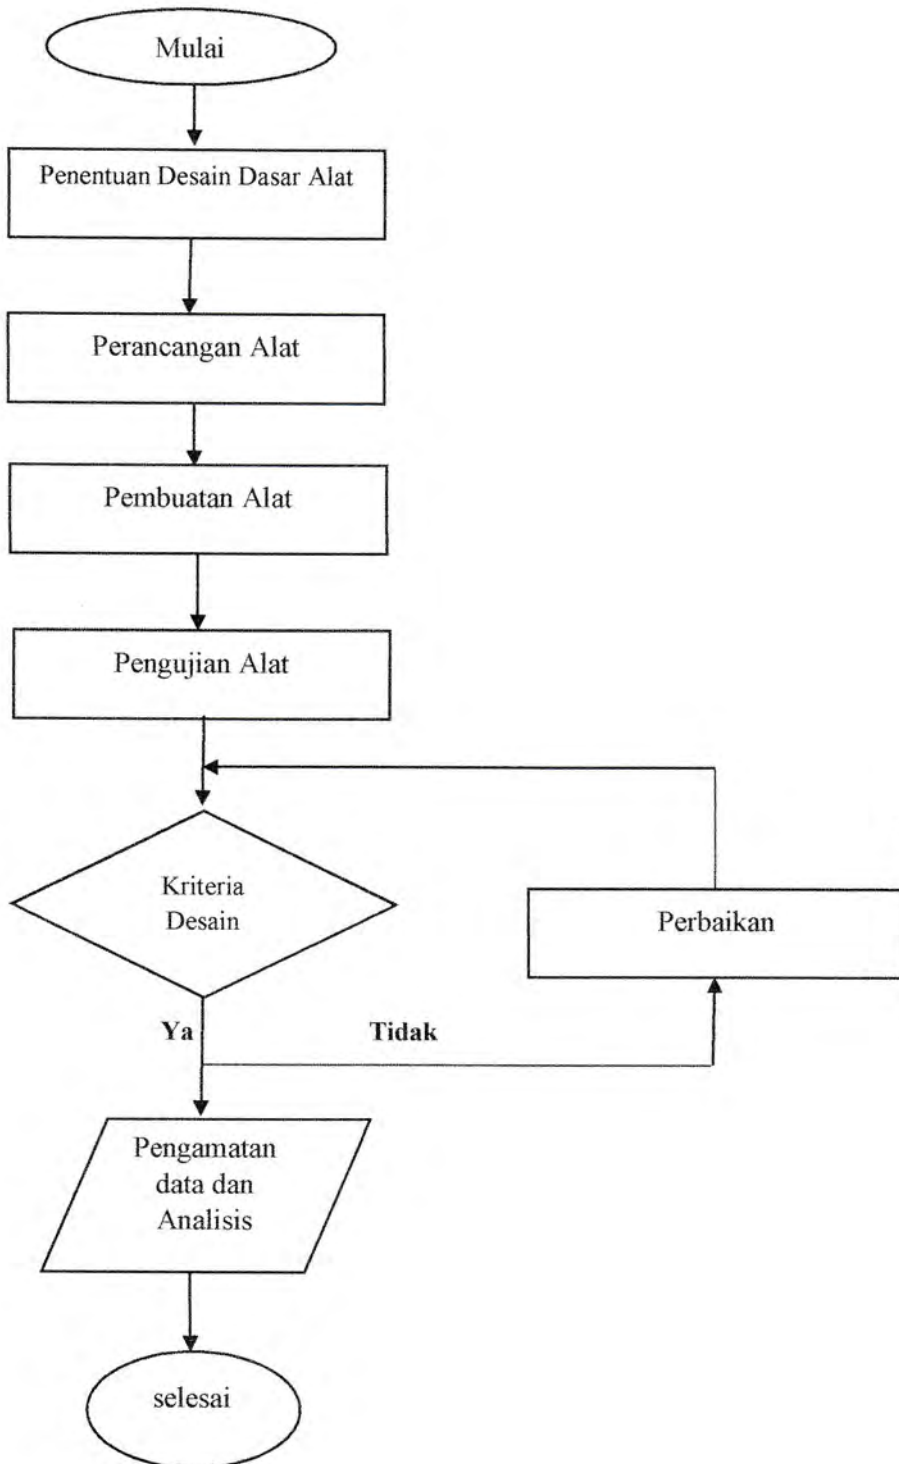 Mulai
Penentuan Desain Dasar Alat
Perancangan Alat
Pembuatan Alat
Pengujian Alat
Kriteria
Desain
Perbaikan
Ya
Tidak
Pengamatan
data dan
Analisis
selesai